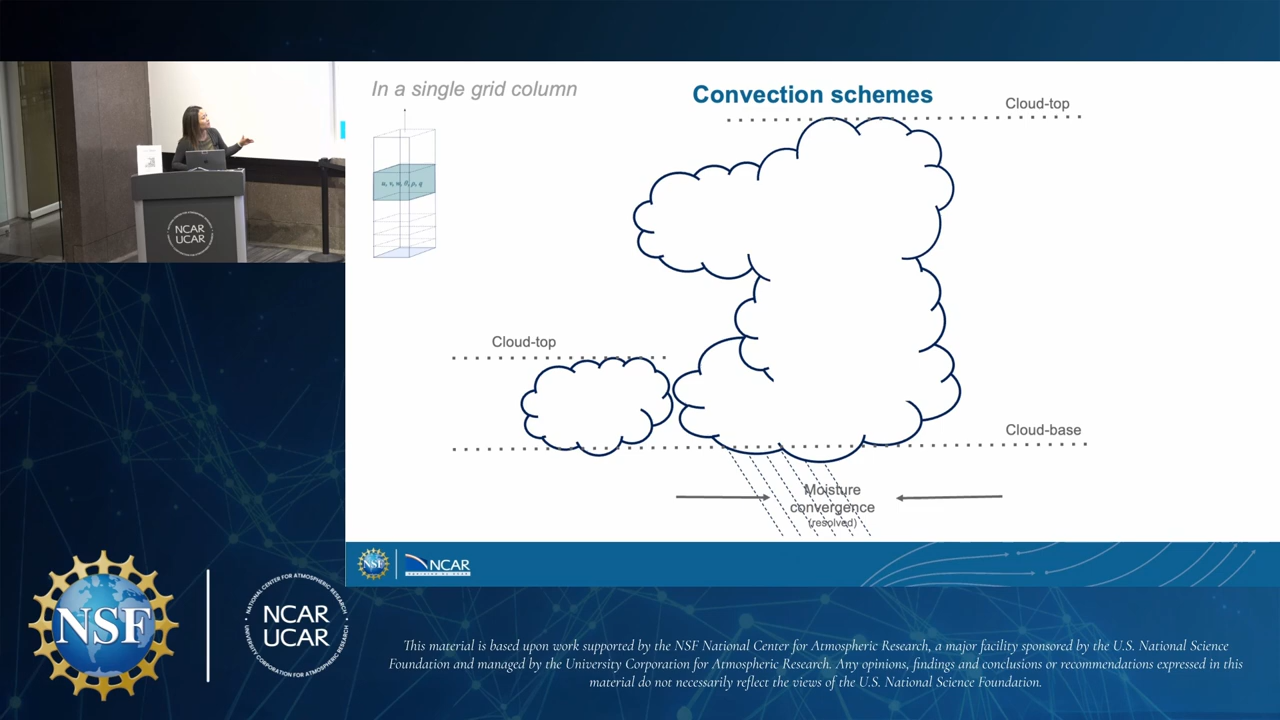 In a single grid column
Convection schemes
Cloud-top
u, v, w, θ, ρ, q
Cloud-top
Cloud-base
Moisture
convergence
(resolved)
NCAR
UCAR
NSF
NCAR
NSF
NATIONAL CENTER FOR ATMOSPHERIC RESEARCH
NCAR
UCAR
UNIVERSITY CORPORATION FOR ATMOSPHERIC RESEARCH
This material is based upon work supported by the NSF National Center for Atmospheric Research, a major facility sponsored by the U.S. National Science
Foundation and managed by the University Corporation for Atmospheric Research. Any opinions, findings and conclusions or recommendations expressed in this
material do not necessarily reflect the views of the U.S. National Science Foundation.